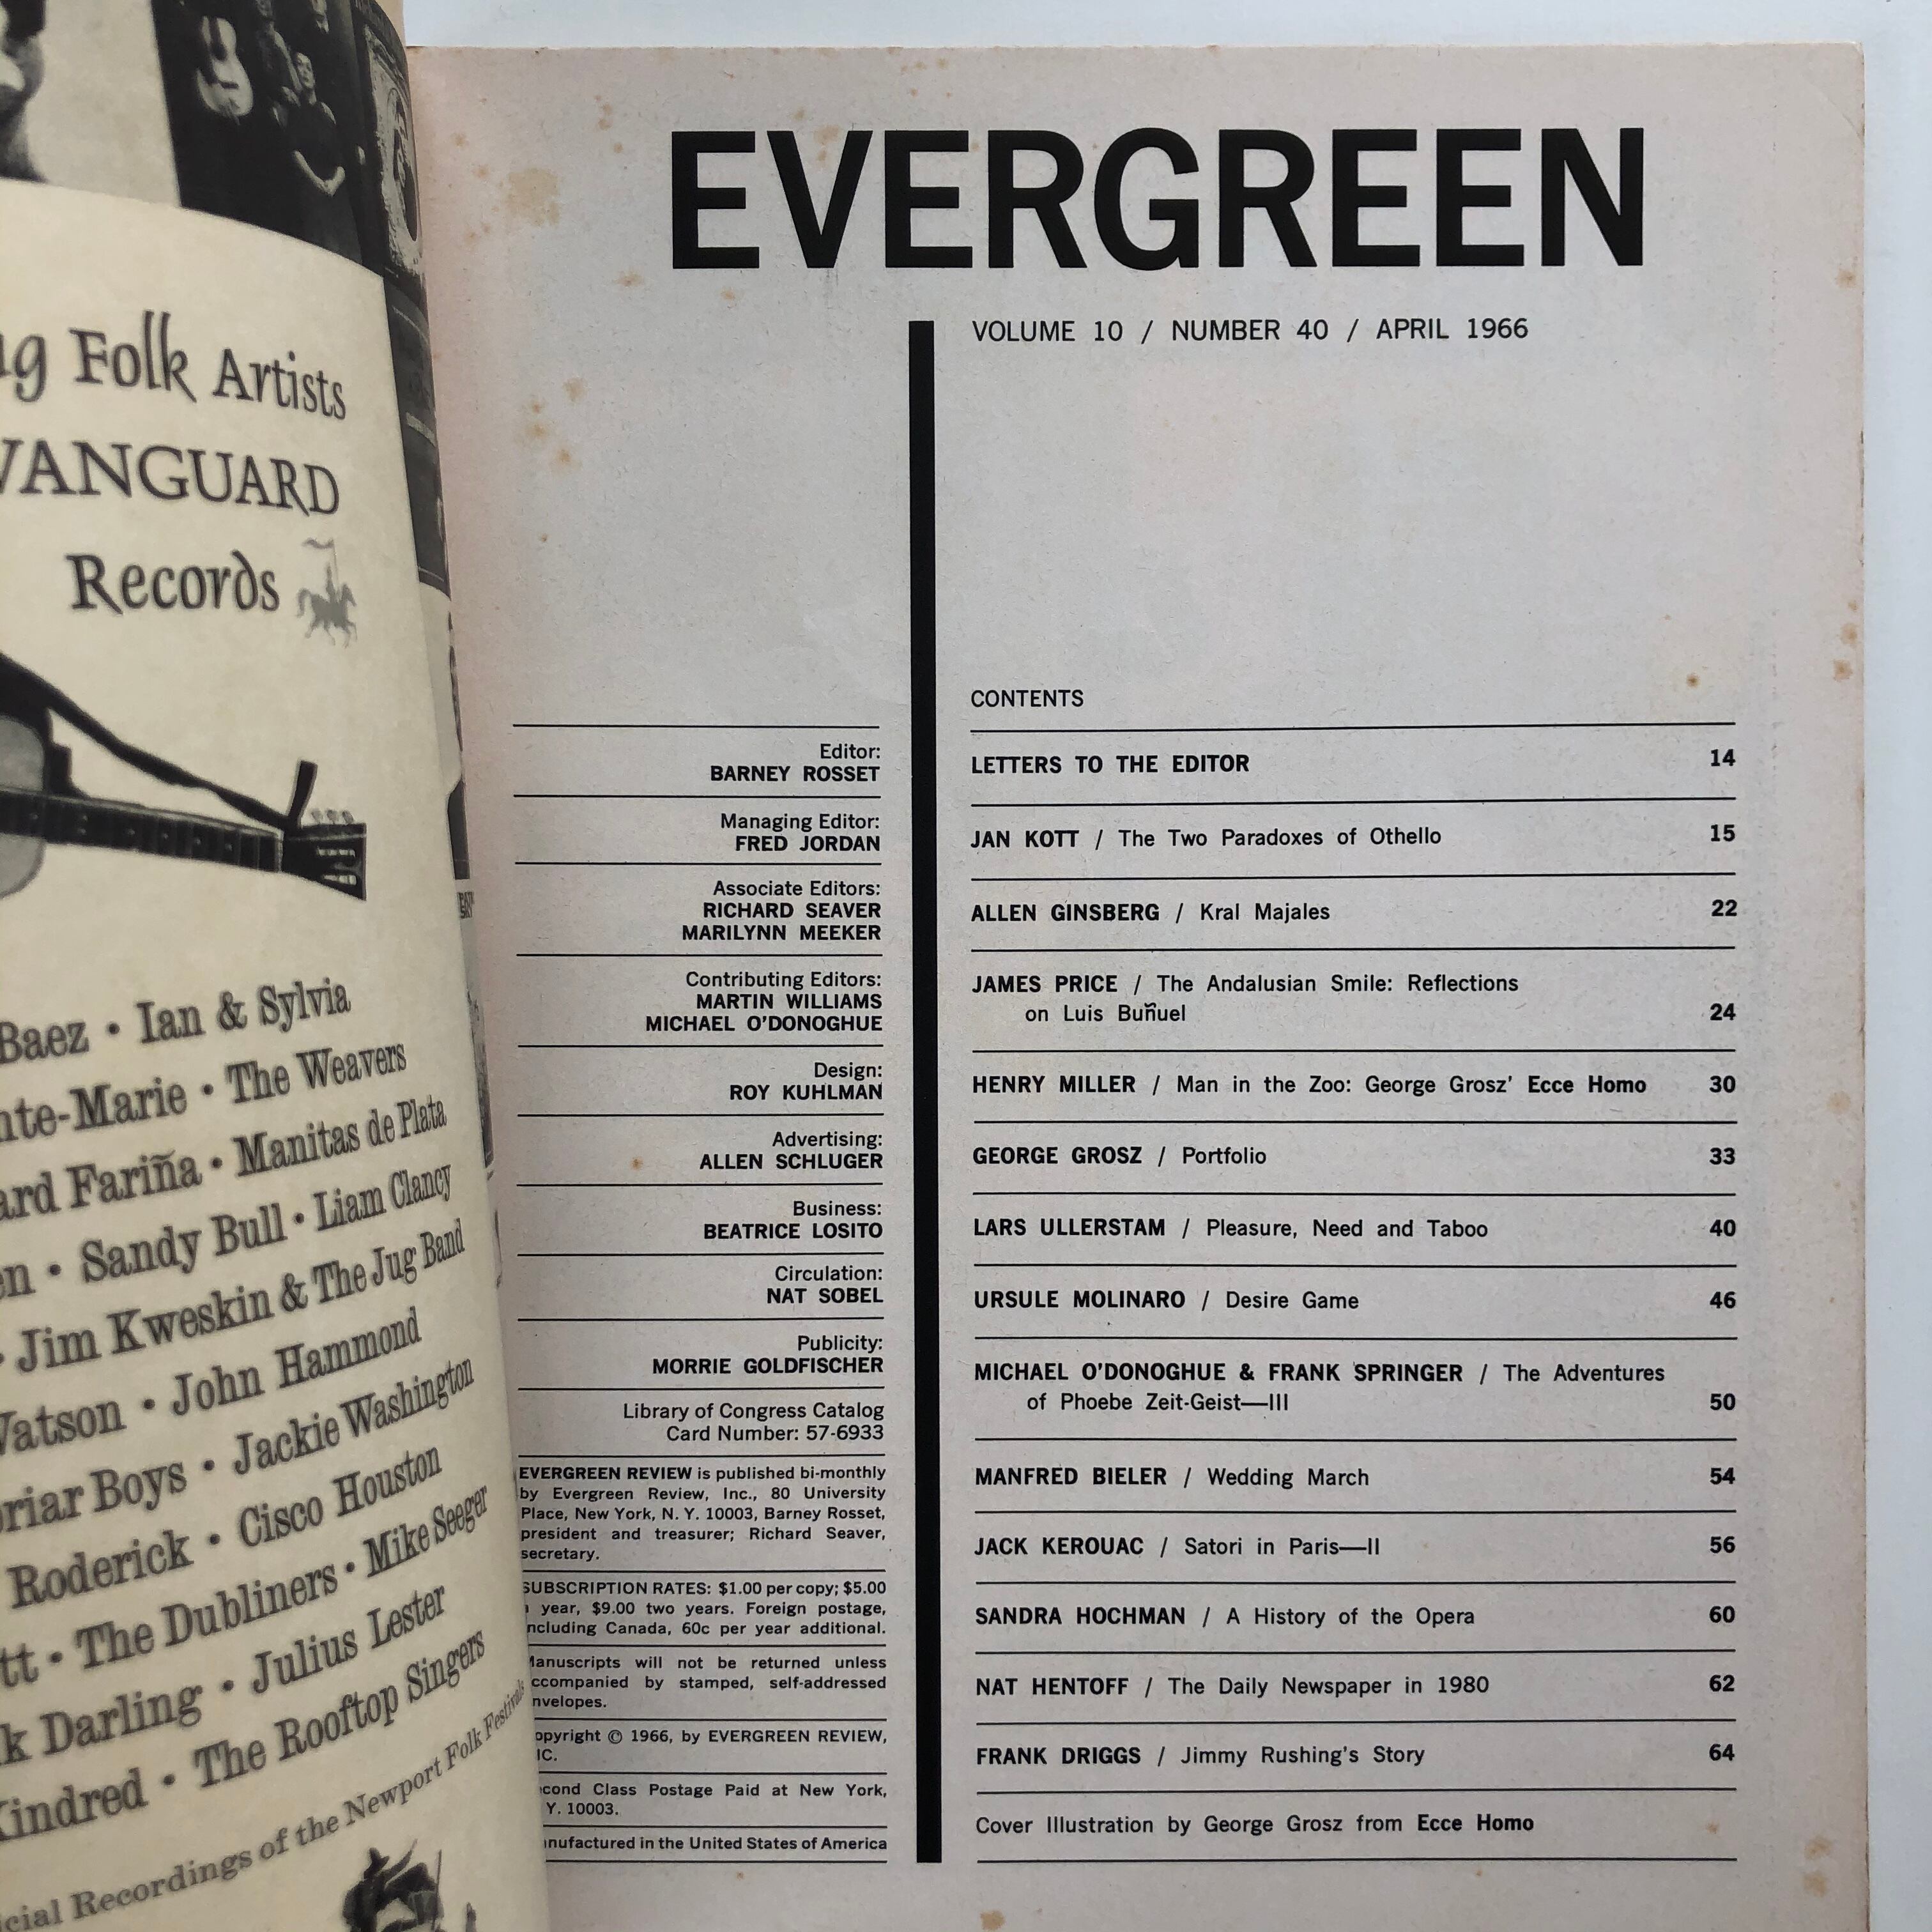 Folk Artists
VANGUARD
Records
Baez • Ian & Sylvia
• The Weavers
Fariña • Manitas de Plata
• Sandy Bull • Liam Clancy
• Jim Kweskin & The Jug Band
Watson • John Hammond
Boys • Jackie Washington
Roderick • Cisco Houston
• The Dubliners • Mike Seeger
Darling • Julius Lester
Kindred • The Rooftop Singers
Recordings of the Newport Folk Festivals
EVERGREEN
VOLUME 10 / NUMBER 40 / APRIL 1966
Editor:
BARNEY ROSSET
Managing Editor:
FRED JORDAN
Associate Editors:
RICHARD SEAVER
MARILYNN MEEKER
Contributing Editors:
MARTIN WILLIAMS
MICHAEL O'DONOGHUE
Design:
ROY KUHLMAN
Advertising:
ALLEN SCHLUGER
Business:
BEATRICE LOSITO
Circulation:
NAT SOBEL
Publicity:
MORRIE GOLDFISCHER
Library of Congress Catalog
Card Number: 57-6933
EVERGREEN REVIEW is published bi-monthly
by Evergreen Review, Inc., 80 University
Place, New York, N. Y. 10003, Barney Rosset,
president and treasurer; Richard Seaver,
secretary.
SUBSCRIPTION RATES: $1.00 per copy; $5.00
year, $9.00 two years. Foreign postage,
including Canada, 60c per year additional.
Manuscripts will not be returned unless
accompanied by stamped, self-addressed
envelopes.
Copyright © 1966, by EVERGREEN REVIEW,
Class Postage Paid at New York,
Y. 10003.
in the United States of America
CONTENTS
LETTERS TO THE EDITOR 14
JAN KOTT / The Two Paradoxes of Othello 15
ALLEN GINSBERG / Kral Majales 22
JAMES PRICE / The Andalusian Smile: Reflections
on Luis Buñuel 24
HENRY MILLER / Man in the Zoo: George Grosz' Ecce Homo 30
GEORGE GROSZ / Portfolio 33
LARS ULLERSTAM / Pleasure, Need and Taboo 40
URSULE MOLINARO / Desire Game 46
MICHAEL O'DONOGHUE & FRANK SPRINGER / The Adventures
of Phoebe Zeit-Geist—III 50
MANFRED BIELER / Wedding March 54
JACK KEROUAC / Satori in Paris—II 56
SANDRA HOCHMAN / A History of the Opera 60
NAT HENTOFF / The Daily Newspaper in 1980 62
FRANK DRIGGS / Jimmy Rushing's Story 64
Cover Illustration by George Grosz from Ecce Homo